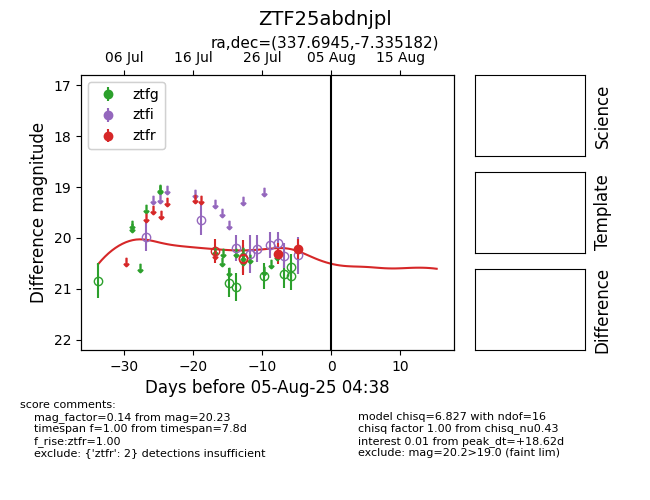 ZTF25abdnjpl
ra,dec=(337.6945,-7.335182)
06 Jul 16 Jul 26 Jul 05 Aug 15 Aug
ztfg
ztfi
ztfr
17
18
19
20
21
22
Difference magnitude
−30 −20 −10 0 10
Days before 05-Aug-25 04:38
Science
Template
Difference
score comments:
mag_factor=0.14 from mag=20.23
timespan f=1.00 from timespan=7.8d
f_rise:ztfr=1.00
exclude: {'ztfr': 2} detections insufficient
model chisq=6.827 with ndof=16
chisq factor 1.00 from chisq_nu0.43
interest 0.01 from peak_dt=+18.62d
exclude: mag=20.2>19.0 (faint lim)